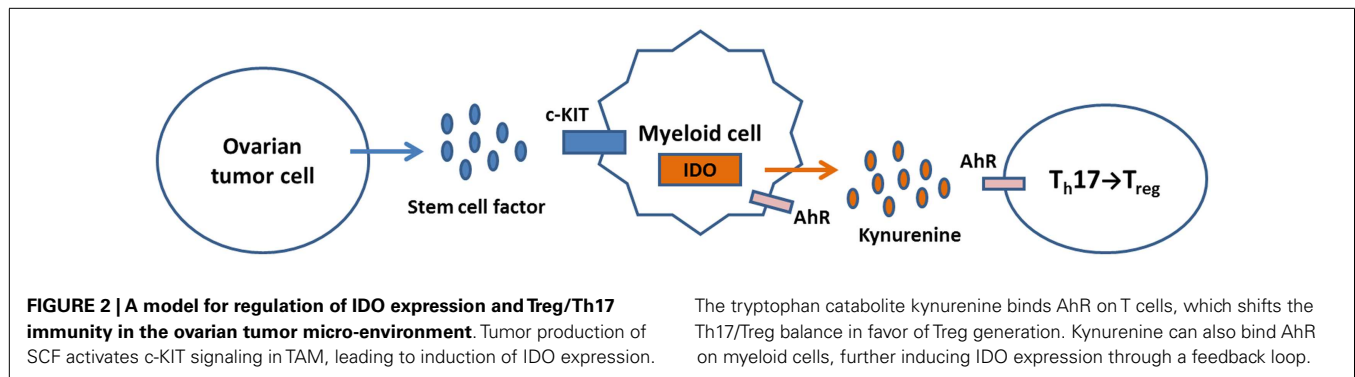 Ovarian
tumor cell
Stem cell factor
c-KIT
Myeloid cell
IDO
AhR
Kynurenine
AhR
Th17→Treg
FIGURE 2 | A model for regulation of IDO expression and Treg/Th17
immunity in the ovarian tumor micro-environment. Tumor production of
SCF activates c-KIT signaling in TAM, leading to induction of IDO expression.
The tryptophan catabolite kynurenine binds AhR on T cells, which shifts the
Th17/Treg balance in favor of Treg generation. Kynurenine can also bind AhR
on myeloid cells, further inducing IDO expression through a feedback loop.